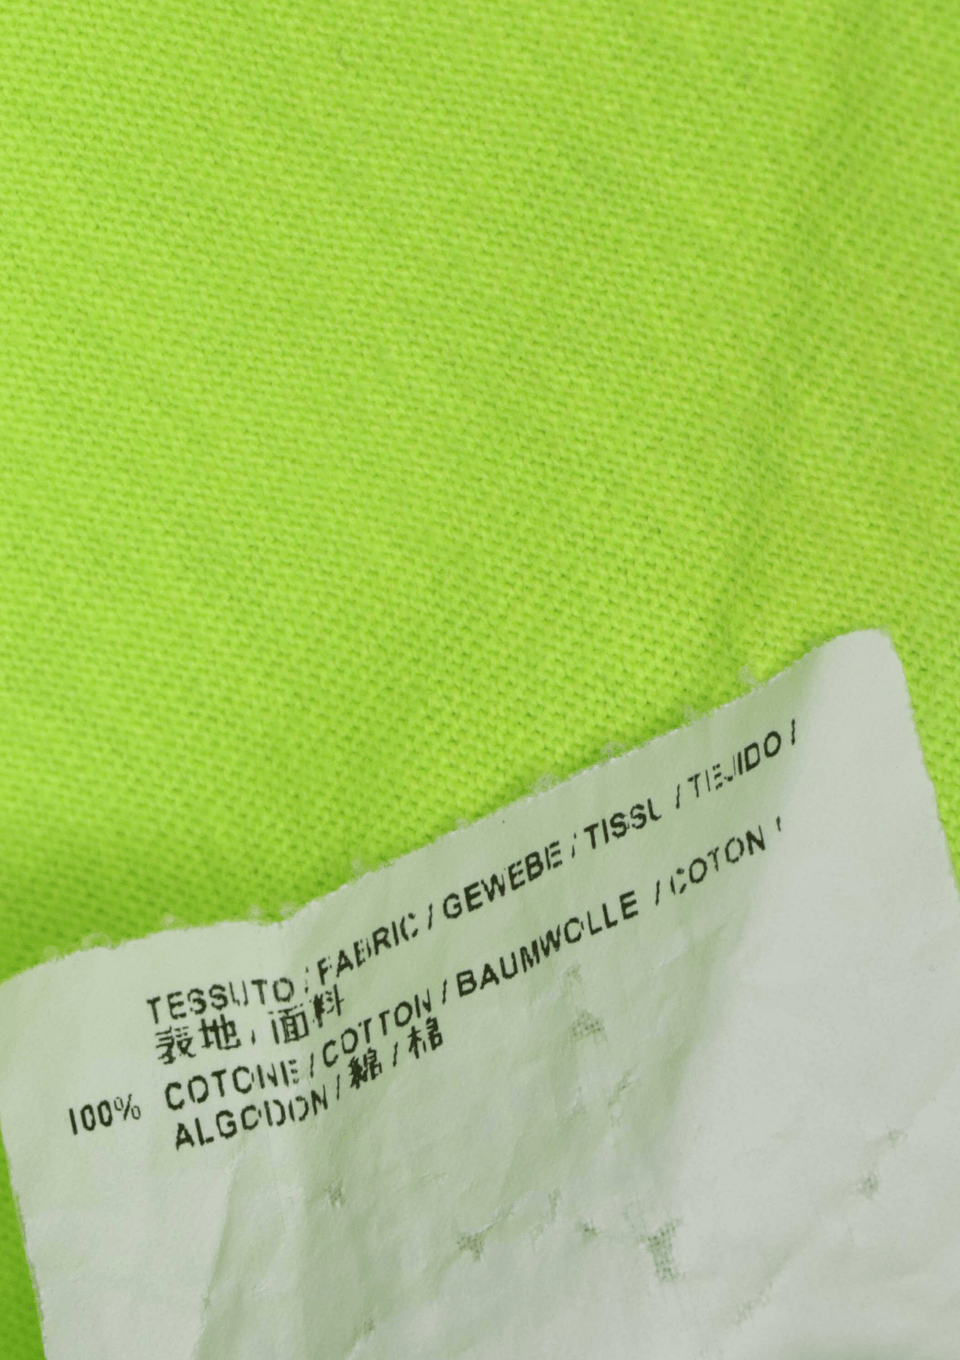 TESSUTO / FABRIC / GEWEBE / TISSU / TEJIDO /
表地 / 面料
100% COTONE / COTTON / BAUMWOLLE / COTON /
ALGODON / 綿 / 棉